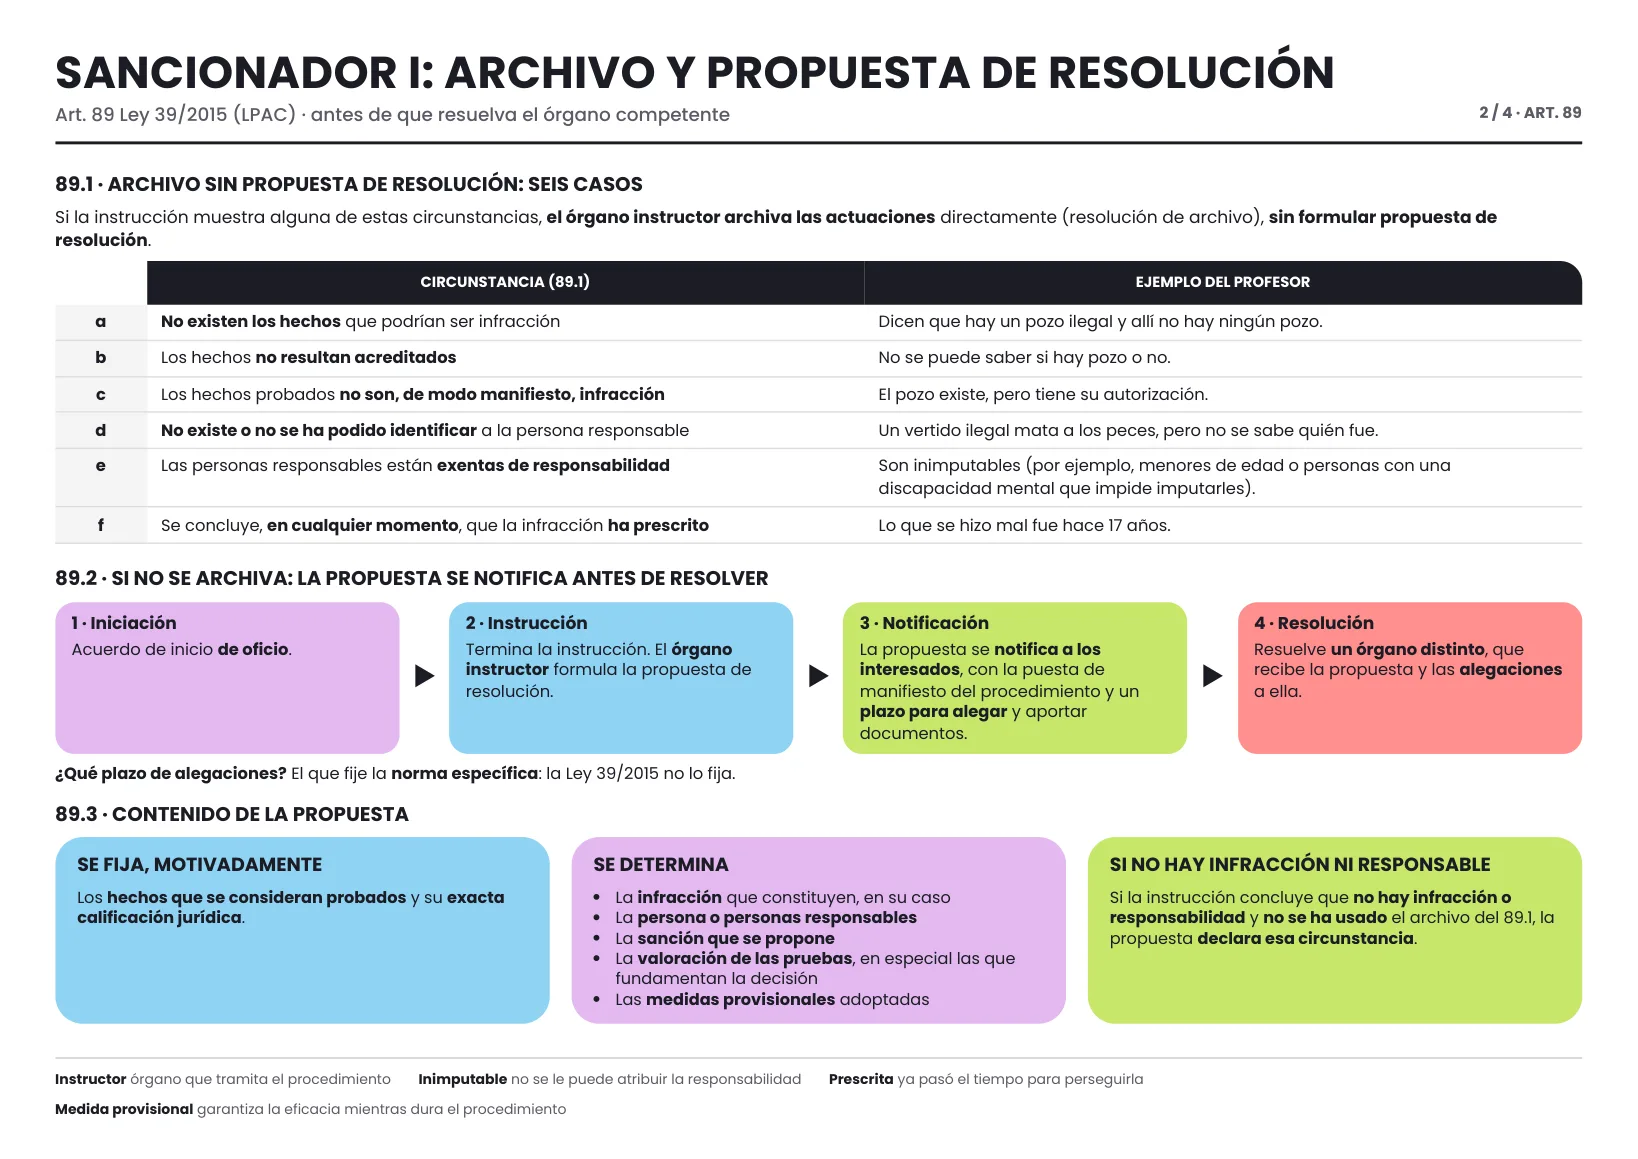 SANCIONADOR I: ARCHIVO Y PROPUESTA DE RESOLUCIÓN
Art. 89 Ley 39/2015 (LPAC) · antes de que resuelva el órgano competente
2 / 4 · ART. 89
89.1 · ARCHIVO SIN PROPUESTA DE RESOLUCIÓN: SEIS CASOS
Si la instrucción muestra alguna de estas circunstancias, el órgano instructor archiva las actuaciones directamente (resolución de archivo), sin formular propuesta de
resolución.
CIRCUNSTANCIA (89.1)
EJEMPLO DEL PROFESOR
a
No existen los hechos que podrían ser infracción
Dicen que hay un pozo ilegal y allí no hay ningún pozo.
b
Los hechos no resultan acreditados
No se puede saber si hay pozo o no.
c
Los hechos probados no son, de modo manifiesto, infracción
El pozo existe, pero tiene su autorización.
d
No existe o no se ha podido identificar a la persona responsable
Un vertido ilegal mata a los peces, pero no se sabe quién fue.
e
Las personas responsables están exentas de responsabilidad
Son inimputables (por ejemplo, menores de edad o personas con una
discapacidad mental que impide imputarles).
f
Se concluye, en cualquier momento, que la infracción ha prescrito
Lo que se hizo mal fue hace 17 años.
89.2 · SI NO SE ARCHIVA: LA PROPUESTA SE NOTIFICA ANTES DE RESOLVER
1 · Iniciación
Acuerdo de inicio de oficio.
2 · Instrucción
Termina la instrucción. El órgano
instructor formula la propuesta de
resolución.
3 · Notificación
La propuesta se notifica a los
interesados, con la puesta de
manifiesto del procedimiento y un
plazo para alegar y aportar
documentos.
4 · Resolución
Resuelve un órgano distinto, que
recibe la propuesta y las alegaciones
a ella.
¿Qué plazo de alegaciones? El que fije la norma específica: la Ley 39/2015 no lo fija.
89.3 · CONTENIDO DE LA PROPUESTA
SE FIJA, MOTIVADAMENTE
Los hechos que se consideran probados y su exacta
calificación jurídica.
SE DETERMINA
• La infracción que constituyen, en su caso
• La persona o personas responsables
• La sanción que se propone
• La valoración de las pruebas, en especial las que
fundamentan la decisión
• Las medidas provisionales adoptadas
SI NO HAY INFRACCIÓN NI RESPONSABLE
Si la instrucción concluye que no hay infracción o
responsabilidad y no se ha usado el archivo del 89.1, la
propuesta declara esa circunstancia.
Instructor órgano que tramita el procedimiento
Inimputable no se le puede atribuir la responsabilidad
Prescrita ya pasó el tiempo para perseguirla
Medida provisional garantiza la eficacia mientras dura el procedimiento